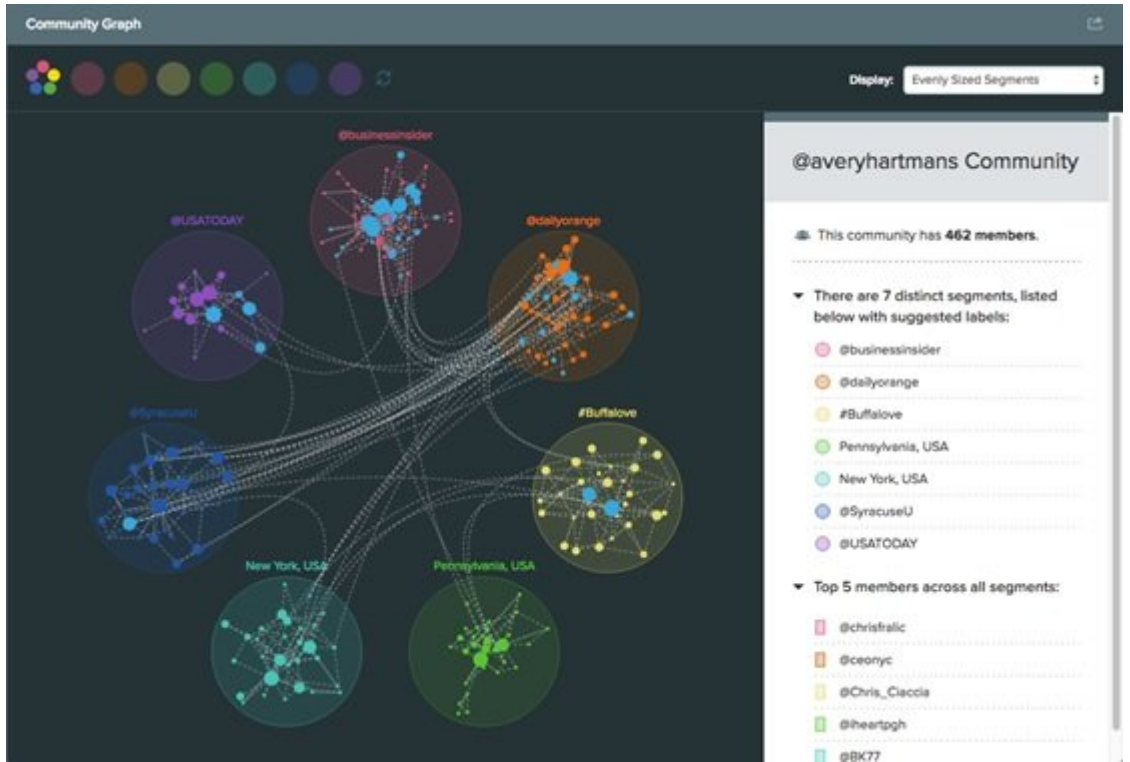 Community Graph
Display: Evenly Sized Segments
@businessinsider
@USATODAY
@dailyorange
@SyracuseU
#Buffalove
New York, USA
Pennsylvania, USA
@averyhartmans Community
This community has 462 members.
There are 7 distinct segments, listed
below with suggested labels:
@businessinsider
@dailyorange
#Buffalove
Pennsylvania, USA
New York, USA
@SyracuseU
@USATODAY
Top 5 members across all segments:
@chrisfralic
@ceonyc
@Chris_Ciaccia
@iheartpgh
@BK77